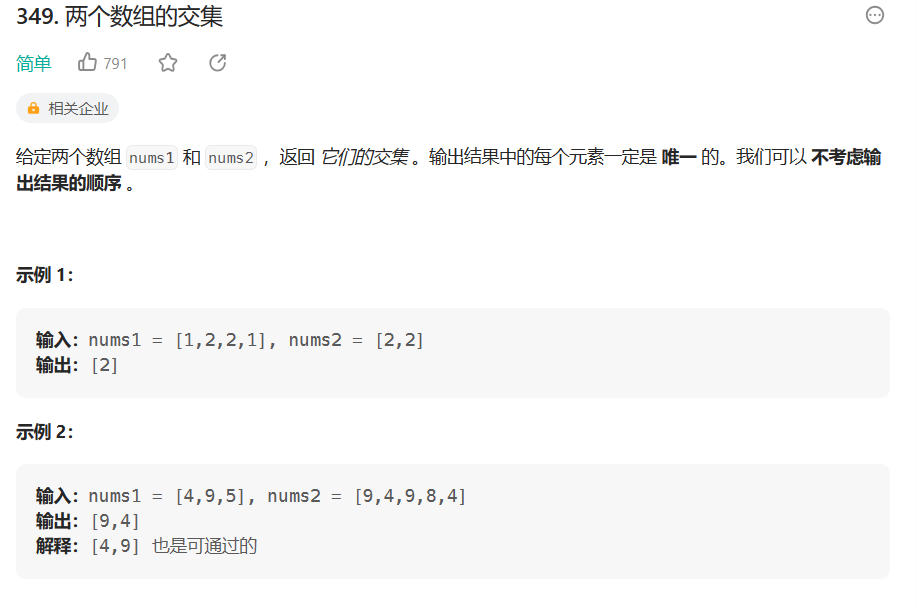 349. 两个数组的交集
简单 791
相关企业
给定两个数组 nums1 和 nums2 ，返回 它们的交集 。输出结果中的每个元素一定是 唯一 的。我们可以 不考虑输
出结果的顺序 。
示例 1：
输入：nums1 = [1,2,2,1], nums2 = [2,2]
输出：[2]
示例 2：
输入：nums1 = [4,9,5], nums2 = [9,4,9,8,4]
输出：[9,4]
解释：[4,9] 也是可通过的